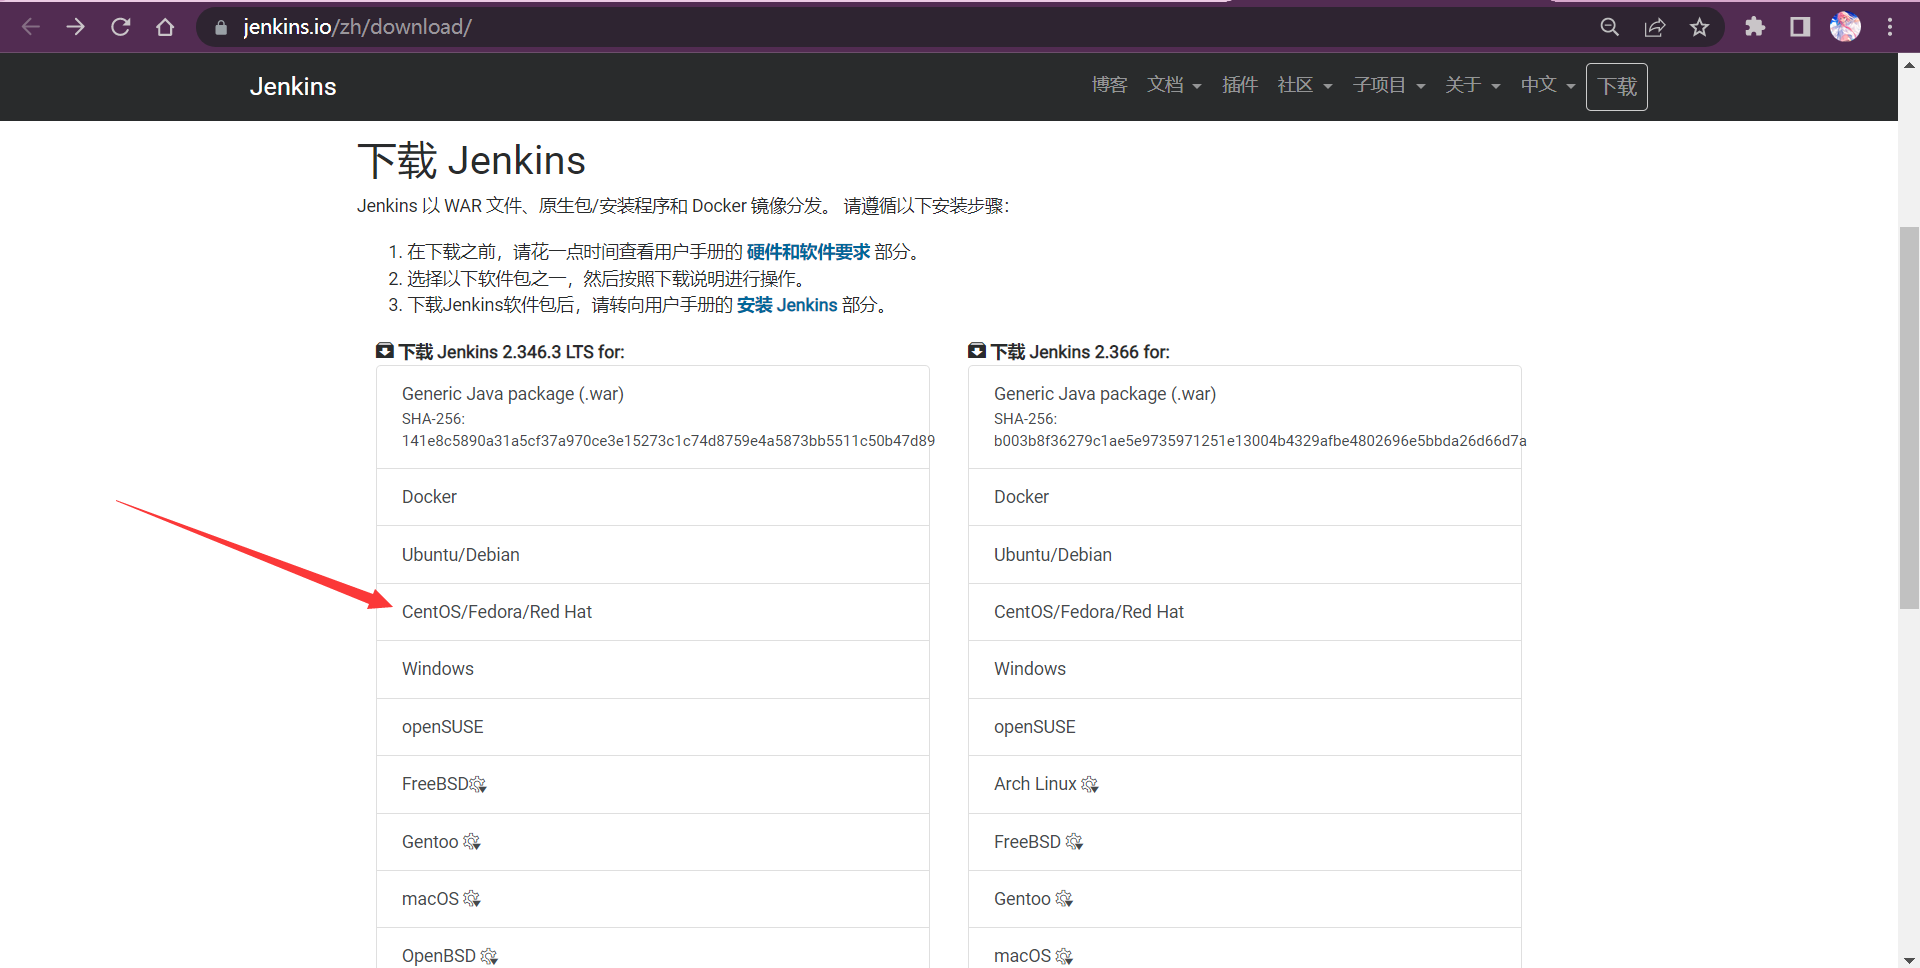 jenkins.io/zh/download/
Jenkins
博客 文档 插件 社区 子项目 关于 中文 下载
下载 Jenkins
Jenkins 以 WAR 文件、原生包/安装程序和 Docker 镜像分发。 请遵循以下安装步骤：
1. 在下载之前，请花一点时间查看用户手册的 硬件和软件要求 部分。
2. 选择以下软件包之一，然后按照下载说明进行操作。
3. 下载Jenkins软件包后，请转向用户手册的 安装 Jenkins 部分。
下载 Jenkins 2.346.3 LTS for:
Generic Java package (.war)
SHA-256:
141e8c5890a31a5cf37a970ce3e15273c1c74d8759e4a5873bb5511c50b47d89
Docker
Ubuntu/Debian
CentOS/Fedora/Red Hat
Windows
openSUSE
FreeBSD
Gentoo
macOS
OpenBSD
下载 Jenkins 2.366 for:
Generic Java package (.war)
SHA-256:
b003b8f36279c1ae5e9735971251e13004b4329afbe4802696e5bbda26d66d7a
Docker
Ubuntu/Debian
CentOS/Fedora/Red Hat
Windows
openSUSE
Arch Linux
FreeBSD
Gentoo
macOS